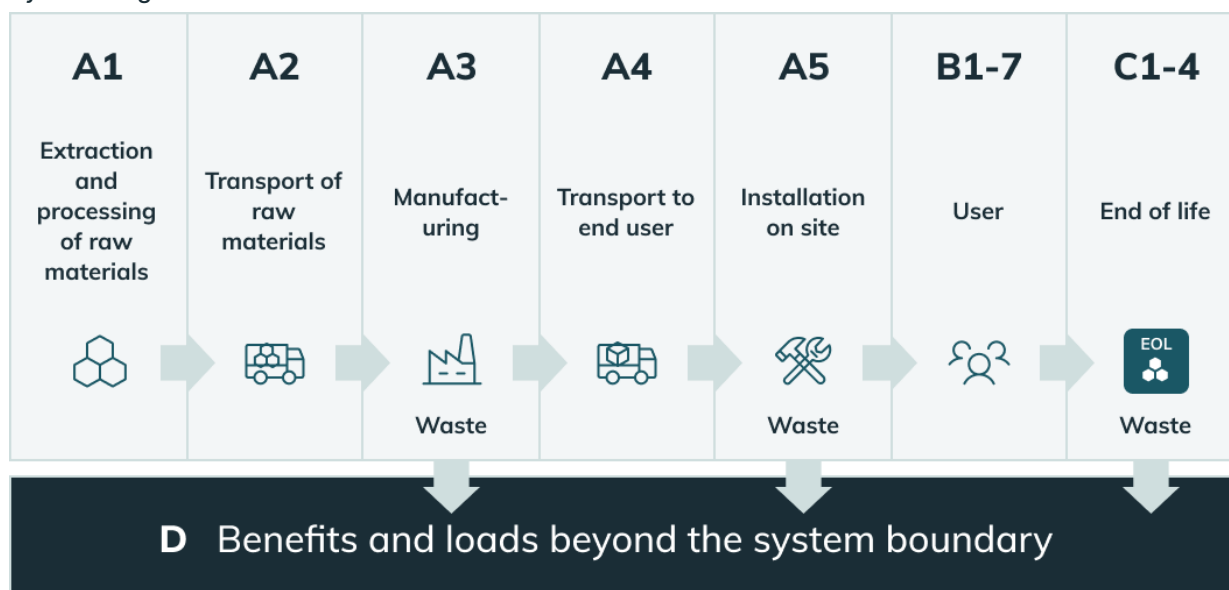 A1
Extraction
and
processing
of raw
materials
A2
Transport of
raw
materials
A3
Manufact-
uring
Waste
A4
Transport to
end user
A5
Installation
on site
Waste
B1-7
User
C1-4
End of life
EOL
Waste
D Benefits and loads beyond the system boundary